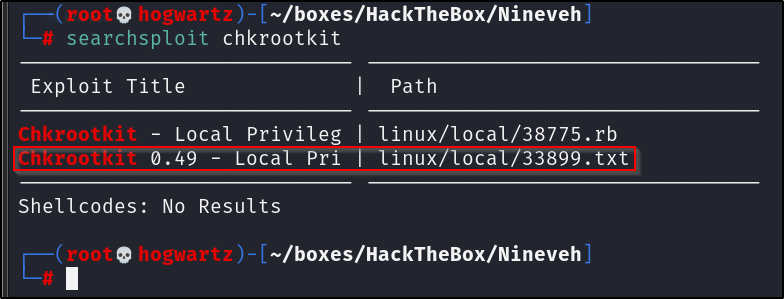 ┌──(root💀hogwartz)-[~/boxes/HackTheBox/Nineveh]
└─# searchsploit chkrootkit
Exploit Title | Path
Chkrootkit - Local Privileg | linux/local/38775.rb
Chkrootkit 0.49 - Local Pri | linux/local/33899.txt
Shellcodes: No Results
┌──(root💀hogwartz)-[~/boxes/HackTheBox/Nineveh]
└─#